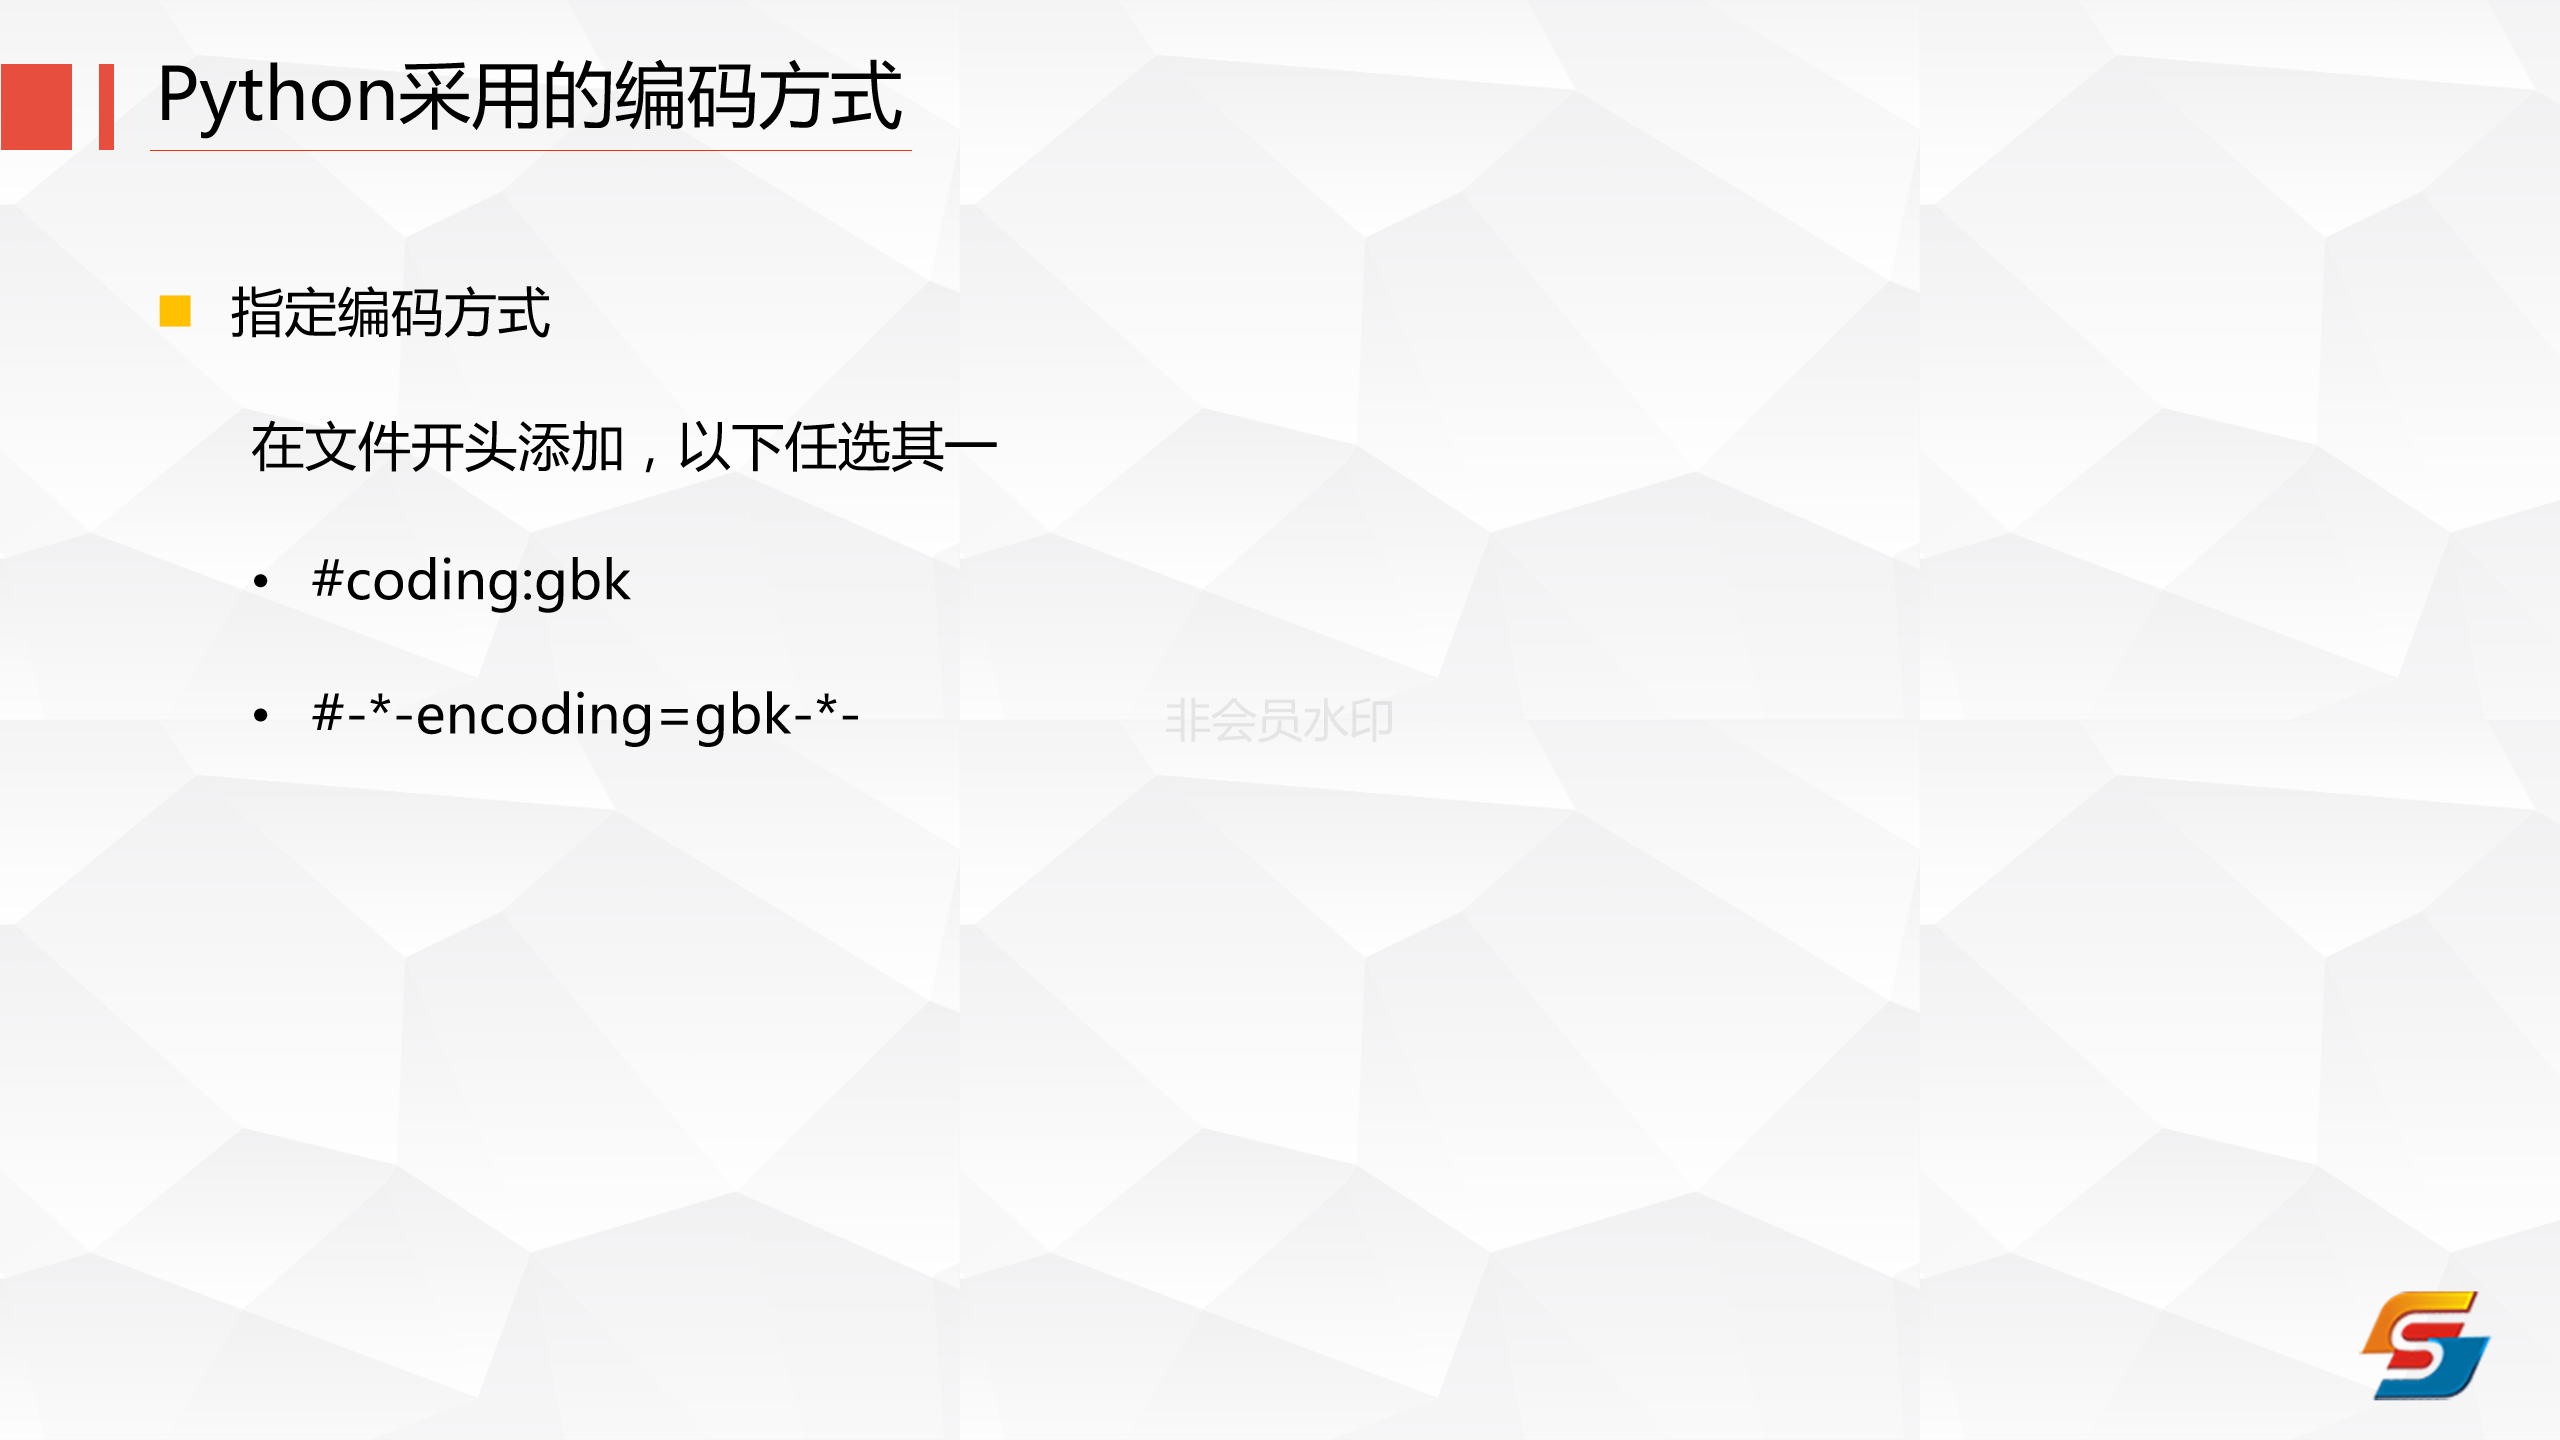 Python采用的编码方式
指定编码方式
在文件开头添加，以下任选其一
• #coding:gbk
• #-*-encoding=gbk-*-
非会员水印